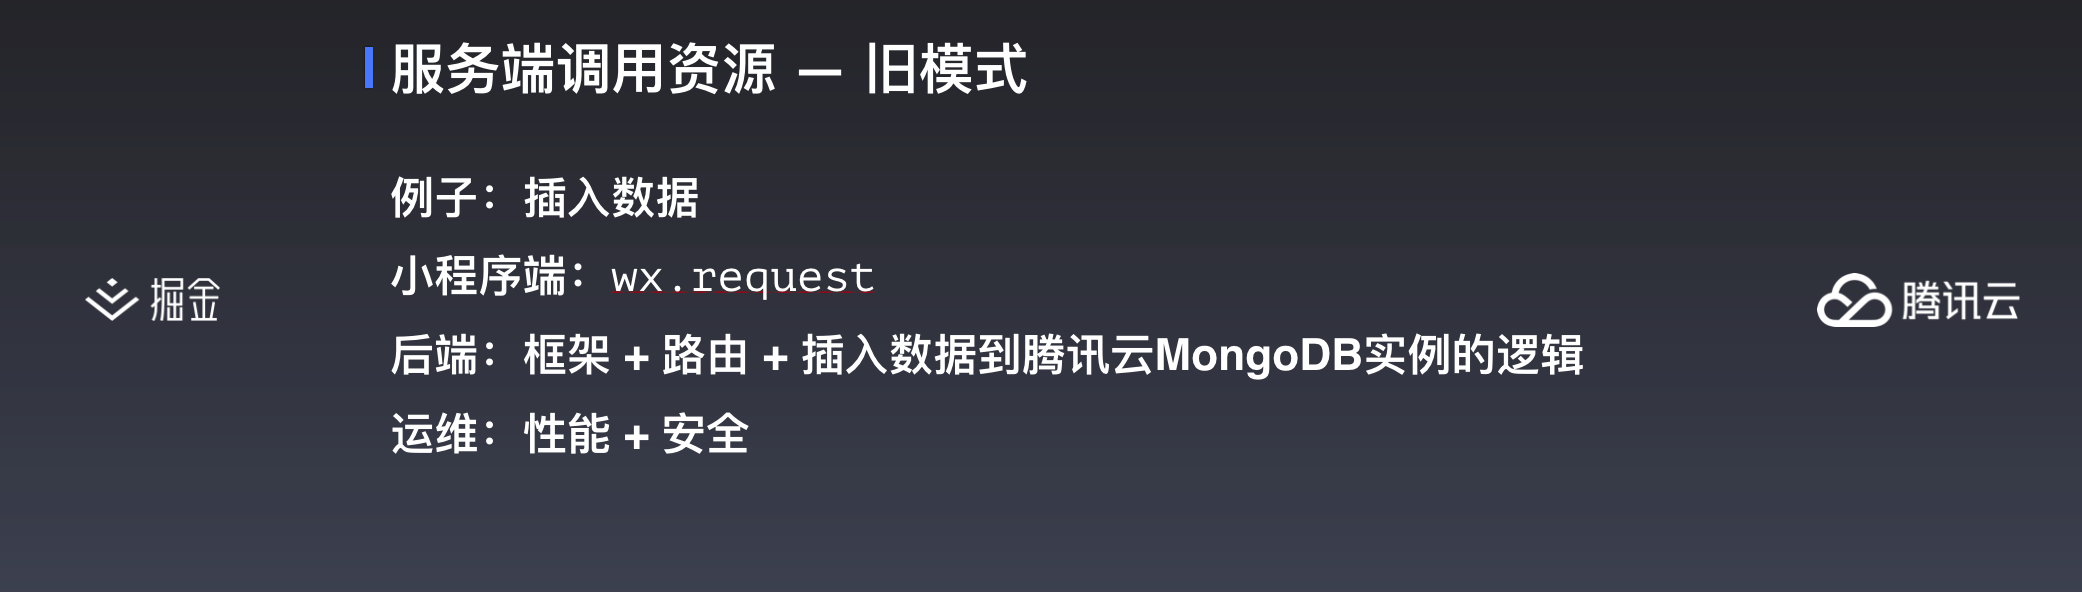 服务端调用资源 — 旧模式
例子：插入数据
小程序端：wx.request
后端：框架 + 路由 + 插入数据到腾讯云MongoDB实例的逻辑
运维：性能 + 安全
掘金
腾讯云